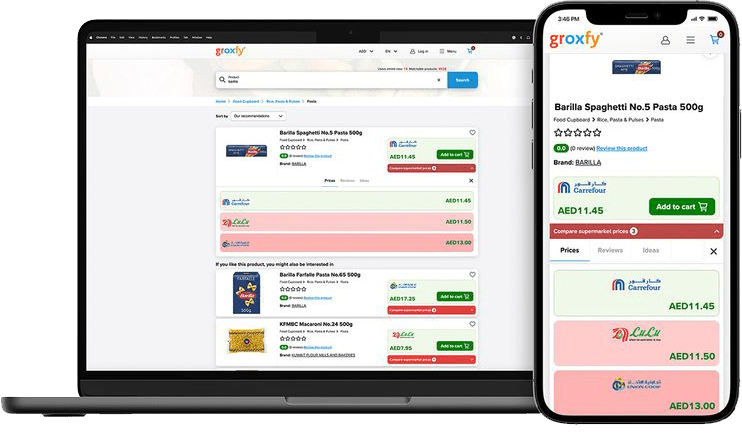 Chrome File Edit View History Bookmarks Profiles Tab Window Help
groxfy
AED EN Log in Menu 0
Product
barilla
Search
Home > Food Cupboard > Rice, Pasta & Pulses > Pasta
Sort by Our recommendations
Barilla Spaghetti No.5 Pasta 500g
Food Cupboard > Rice, Pasta & Pulses > Pasta
0.0 (0 review) Review this product
Brand: BARILLA
كارفور
Carrefour
AED11.45 Add to cart
Compare supermarket prices 3
Prices Reviews Ideas
كارفور
Carrefour AED11.45
LuLu AED11.50
UNION COOP AED13.00
If you like this product, you might also be interested in
Barilla Farfalle Pasta No.65 500g
Food Cupboard > Rice, Pasta & Pulses > Pasta
0.0 (0 review) Review this product
Brand: BARILLA
FARFALLE
Barilla
AED17.25 Add to cart
Compare supermarket prices
KFMBC Macaroni No.24 500g
Food Cupboard > Rice, Pasta & Pulses > Pasta
0.0 (0 review) Review this product
Brand: KUWAIT FLOUR MILLS AND BAKERIES
LuLu
AED7.95 Add to cart
Compare supermarket prices
3:46 PM
groxfy 0
Barilla Spaghetti No.5 Pasta 500g
Food Cupboard > Rice, Pasta & Pulses > Pasta
0.0 (0 review) Review this product
Brand: BARILLA
كارفور
Carrefour
AED11.45 Add to cart
Compare supermarket prices 3
Prices Reviews Ideas
كارفور
Carrefour
AED11.45
LuLu
AED11.50
UNION COOP
AED13.00